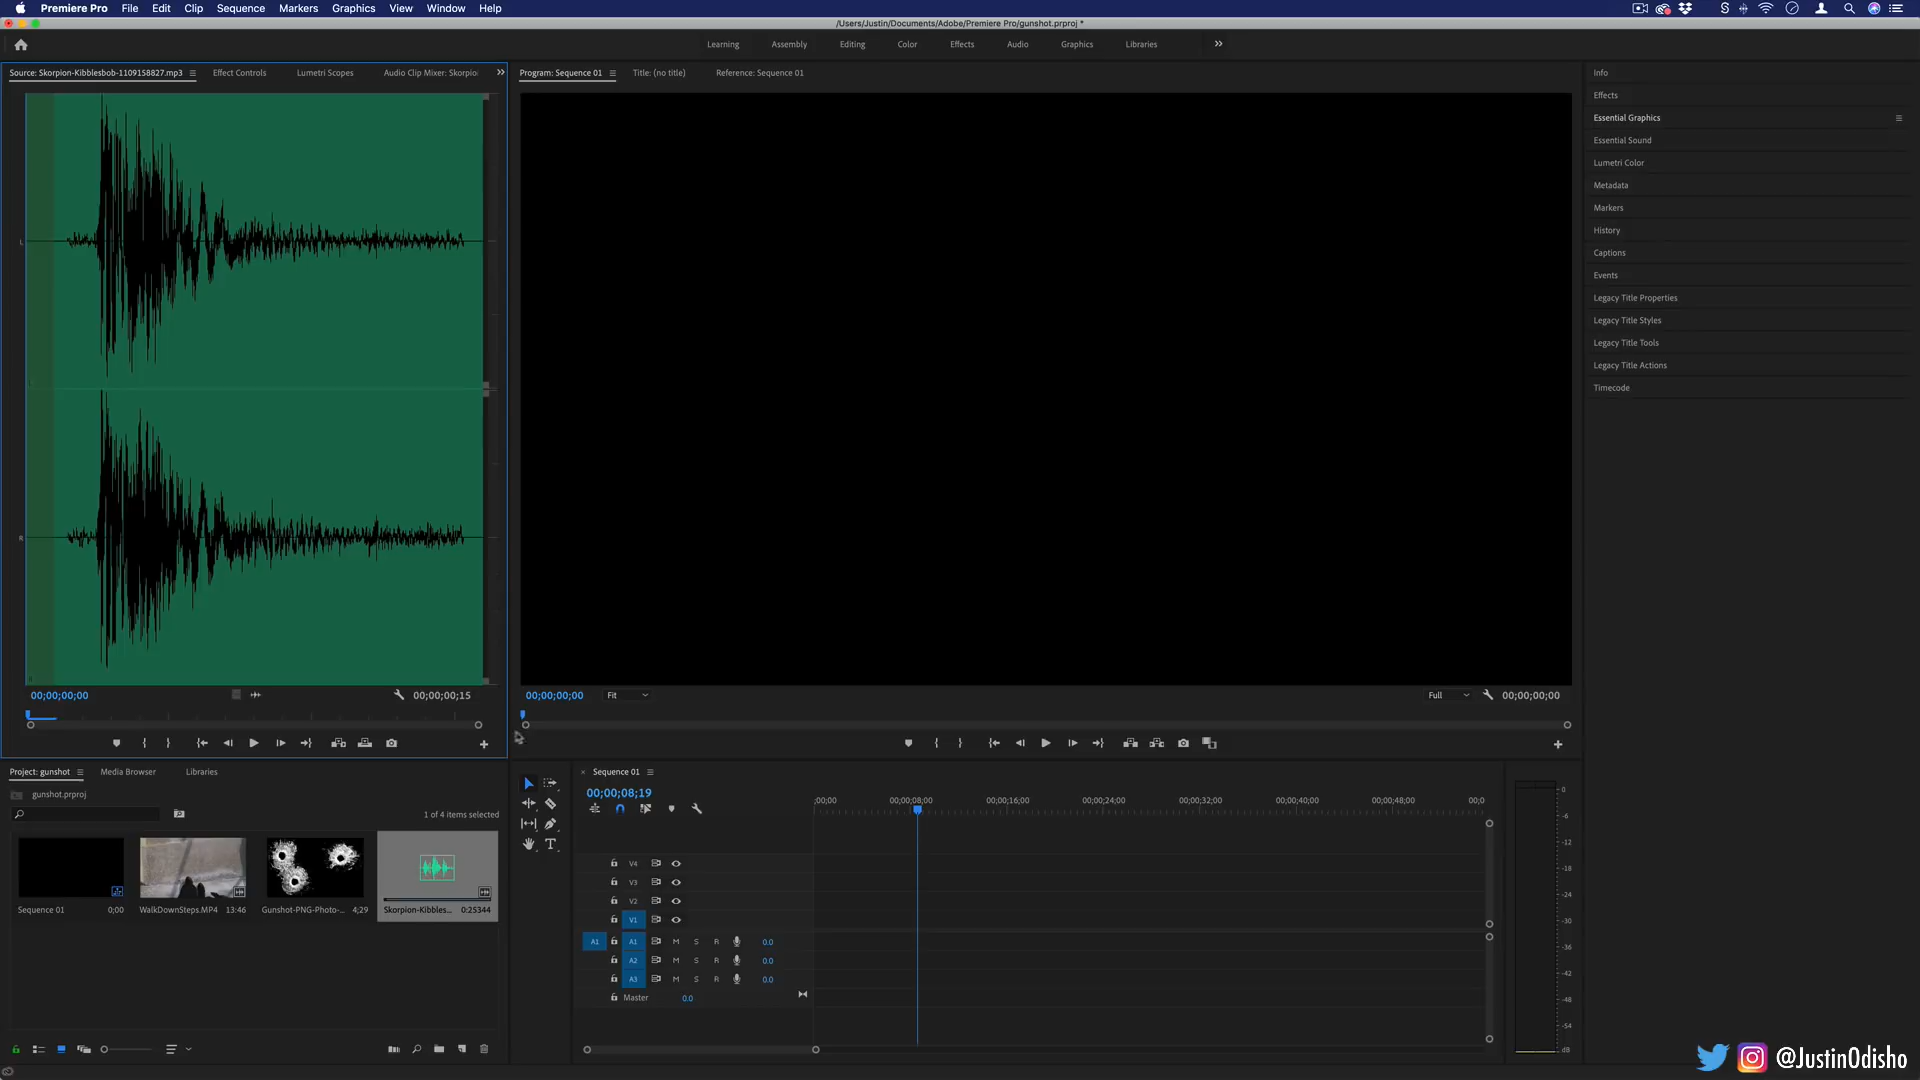 Premiere Pro File Edit Clip Sequence Markers Graphics View Window Help
/Users/Justin/Documents/Adobe/Premiere Pro/gunshot.prproj *
Learning Assembly Editing Color Effects Audio Graphics Libraries
Source: Skorpion-Kibblesbob-1109158827.mp3 Effect Controls Lumetri Scopes Audio Clip Mixer: Skorpio
Program: Sequence 01 Title: (no title) Reference: Sequence 01
Info
Effects
Essential Graphics
Essential Sound
Lumetri Color
Metadata
Markers
History
Captions
Events
Legacy Title Properties
Legacy Title Styles
Legacy Title Tools
Legacy Title Actions
Timecode
L
R
00;00;00;00 00;00;00;15
00;00;00;00 Fit Full 00;00;00;00
Project: gunshot Media Browser Libraries
gunshot.prproj
1 of 4 items selected
Sequence 01 0;00
WalkDownSteps.MP4 13:46
Gunshot-PNG-Photo-... 4;29
Skorpion-Kibbles... 0:25344
Sequence 01
00;00;08;19
;00;00 00;00;08;00 00;00;16;00 00;00;24;00 00;00;32;00 00;00;40;00 00;00;48;00 00;0
V4
V3
V2
V1
A1 A1 M S R 0.0
A2 M S R 0.0
A3 M S R 0.0
Master 0.0
0
-6
-12
-18
-24
-30
-36
-42
-48
-54
dB
@JustinOdisho